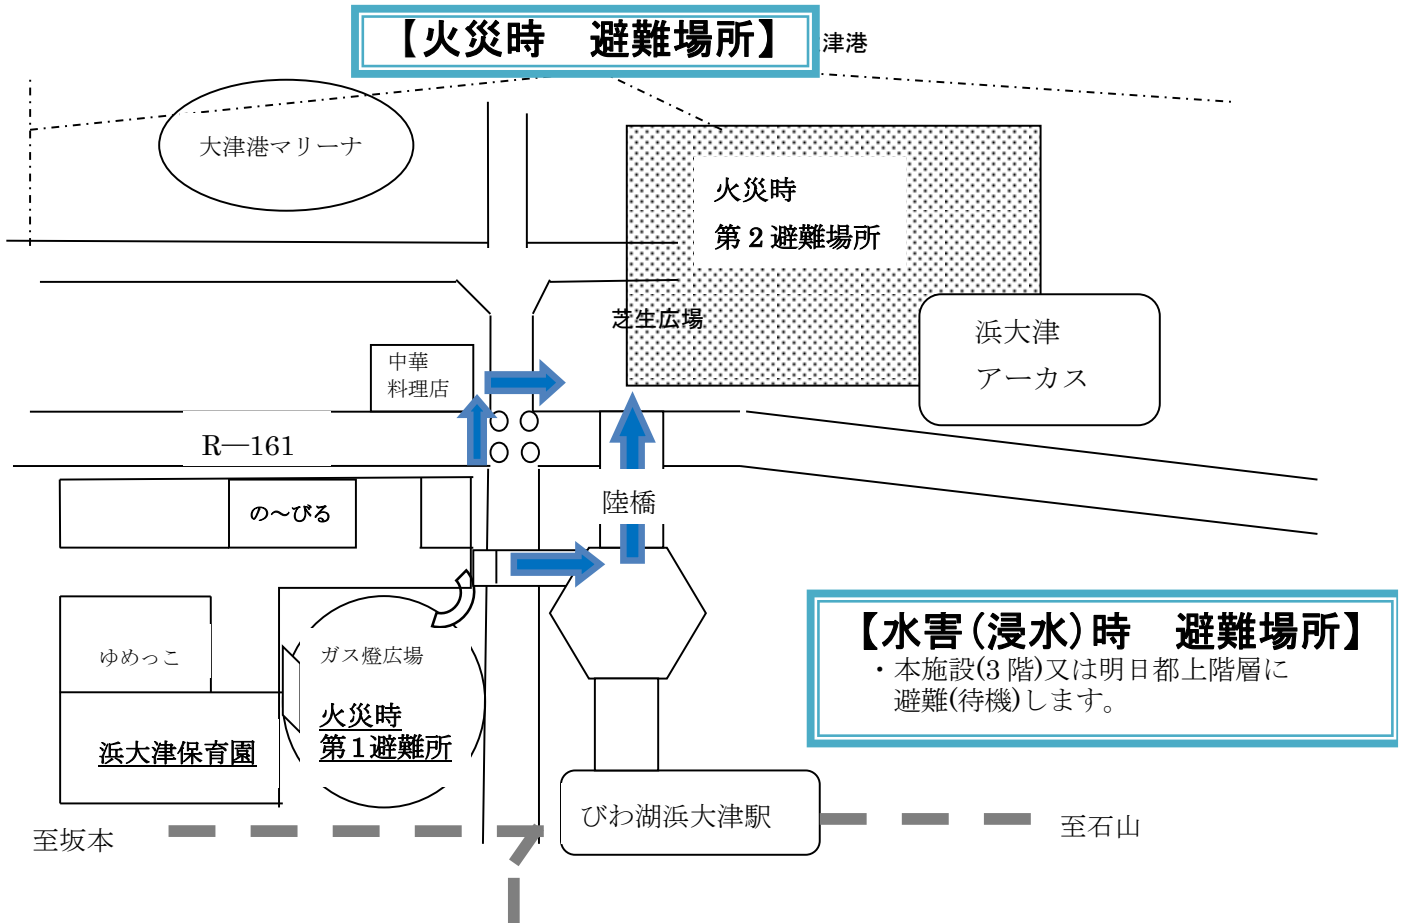 【火災時　避難場所】
津港
大津港マリーナ
火災時
第２避難場所
芝生広場
浜大津
アーカス
中華
料理店
R―161
の～びる
陸橋
ゆめっこ
ガス燈広場
火災時
第１避難所
浜大津保育園
【水害(浸水)時　避難場所】
・本施設(3階)又は明日都上階層に
避難(待機)します。
びわ湖浜大津駅
至坂本
至石山